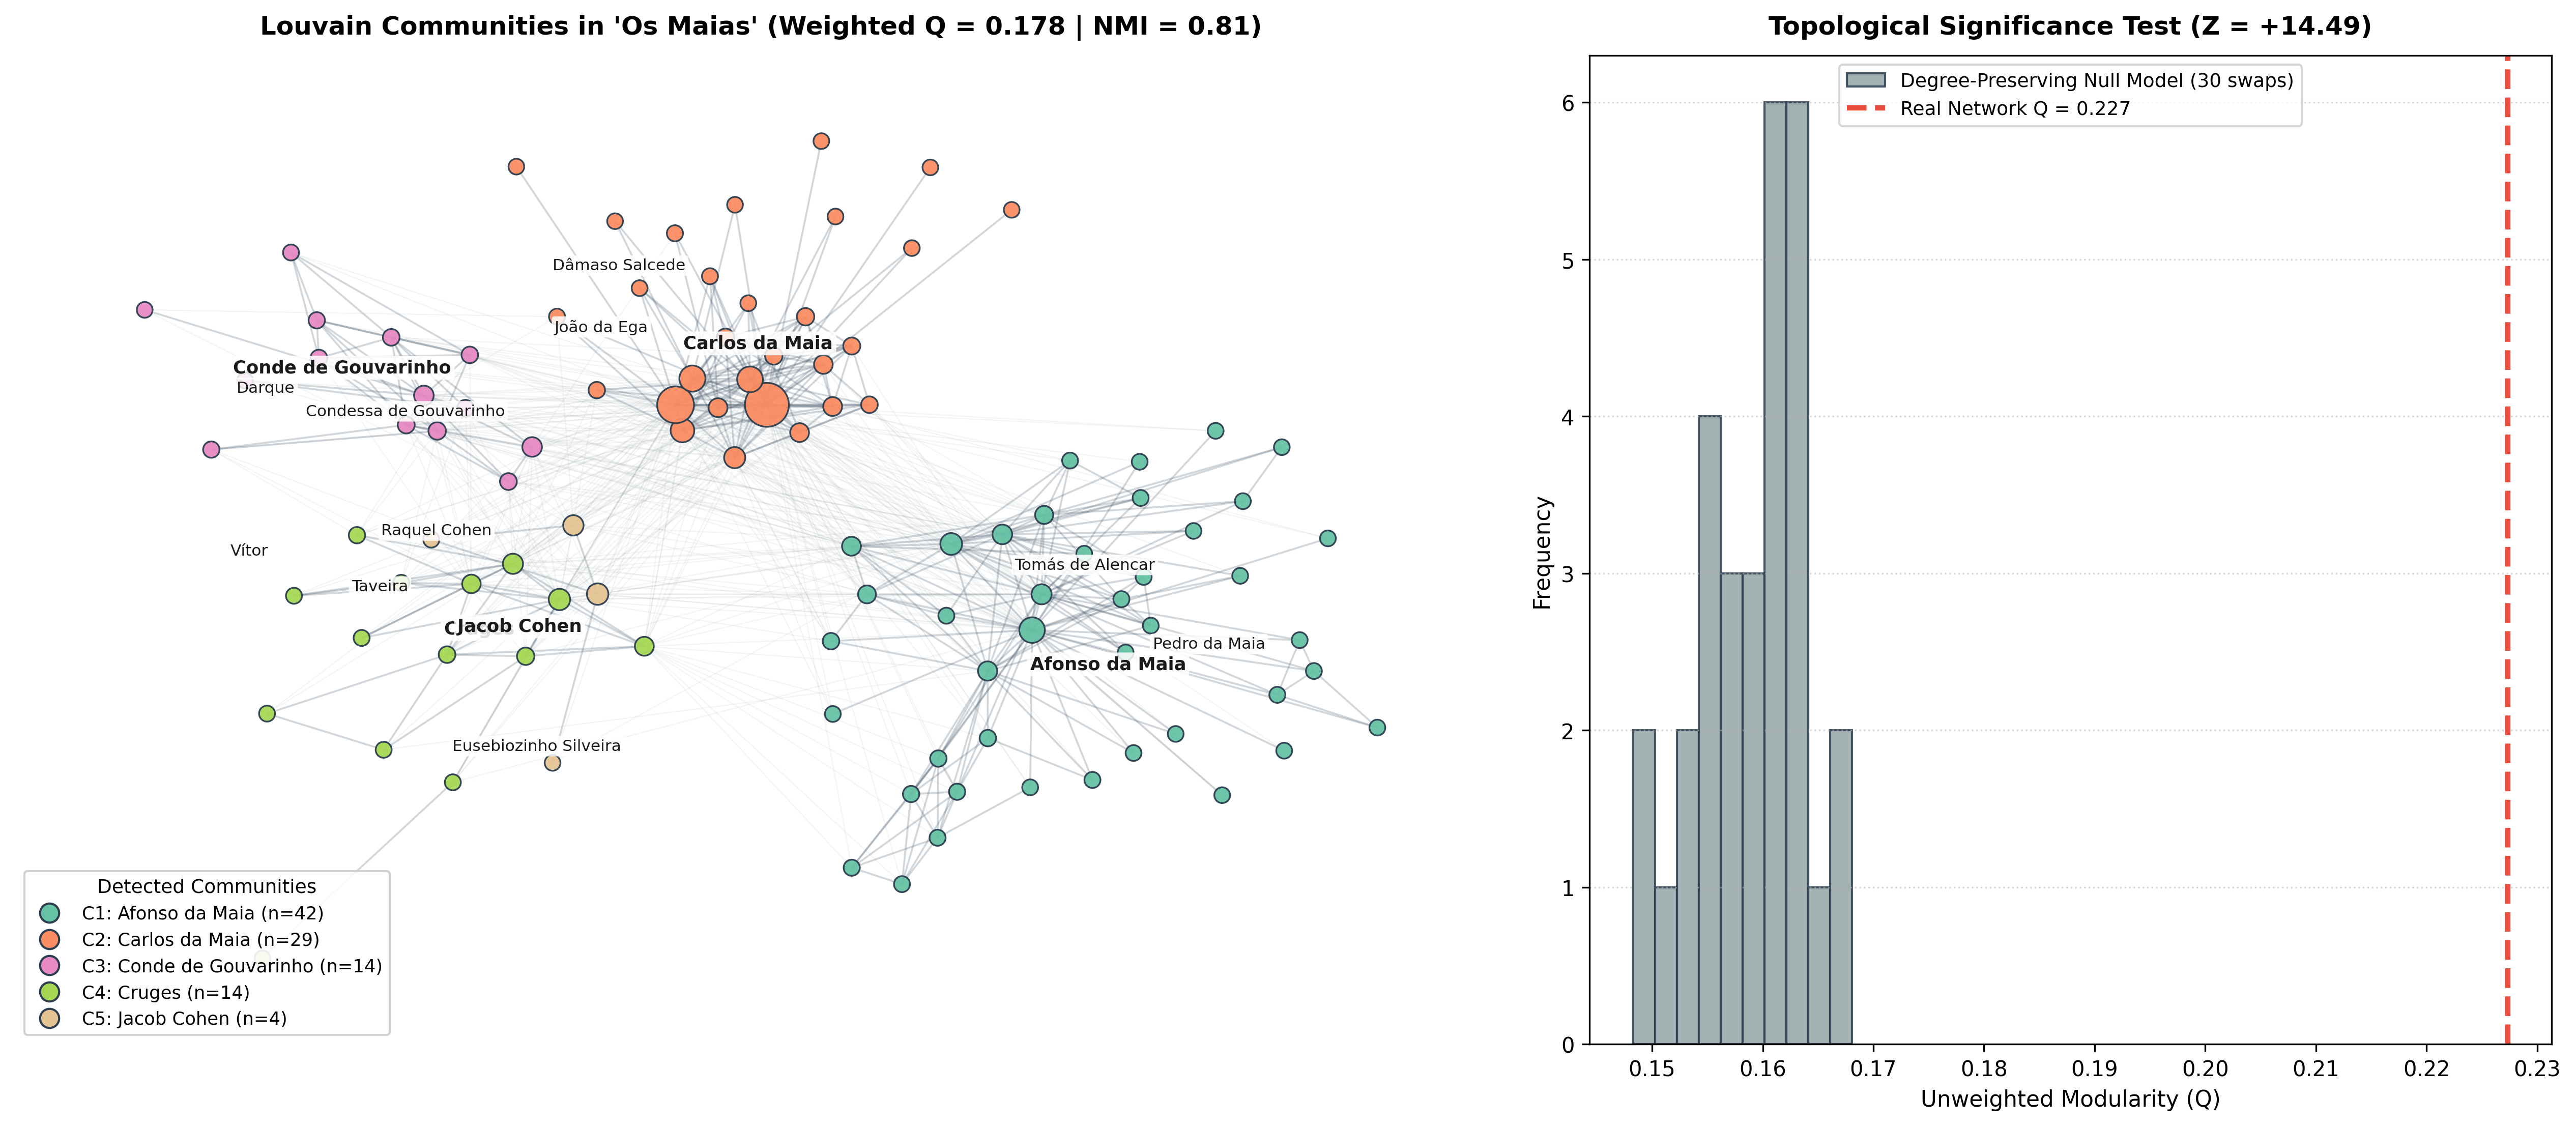 Louvain Communities in 'Os Maias' (Weighted Q = 0.178 | NMI = 0.81)
Dâmaso Salcede
João da Ega
Carlos da Maia
Conde de Gouvarinho
Darque
Condessa de Gouvarinho
Raquel Cohen
Vítor
Taveira
Jacob Cohen
Tomás de Alencar
Pedro da Maia
Afonso da Maia
Eusebiozinho Silveira
Detected Communities
C1: Afonso da Maia (n=42)
C2: Carlos da Maia (n=29)
C3: Conde de Gouvarinho (n=14)
C4: Cruges (n=14)
C5: Jacob Cohen (n=4)
Topological Significance Test (Z = +14.49)
Degree-Preserving Null Model (30 swaps)
Real Network Q = 0.227
Frequency
6
5
4
3
2
1
0
0.15 0.16 0.17 0.18 0.19 0.20 0.21 0.22 0.23
Unweighted Modularity (Q)